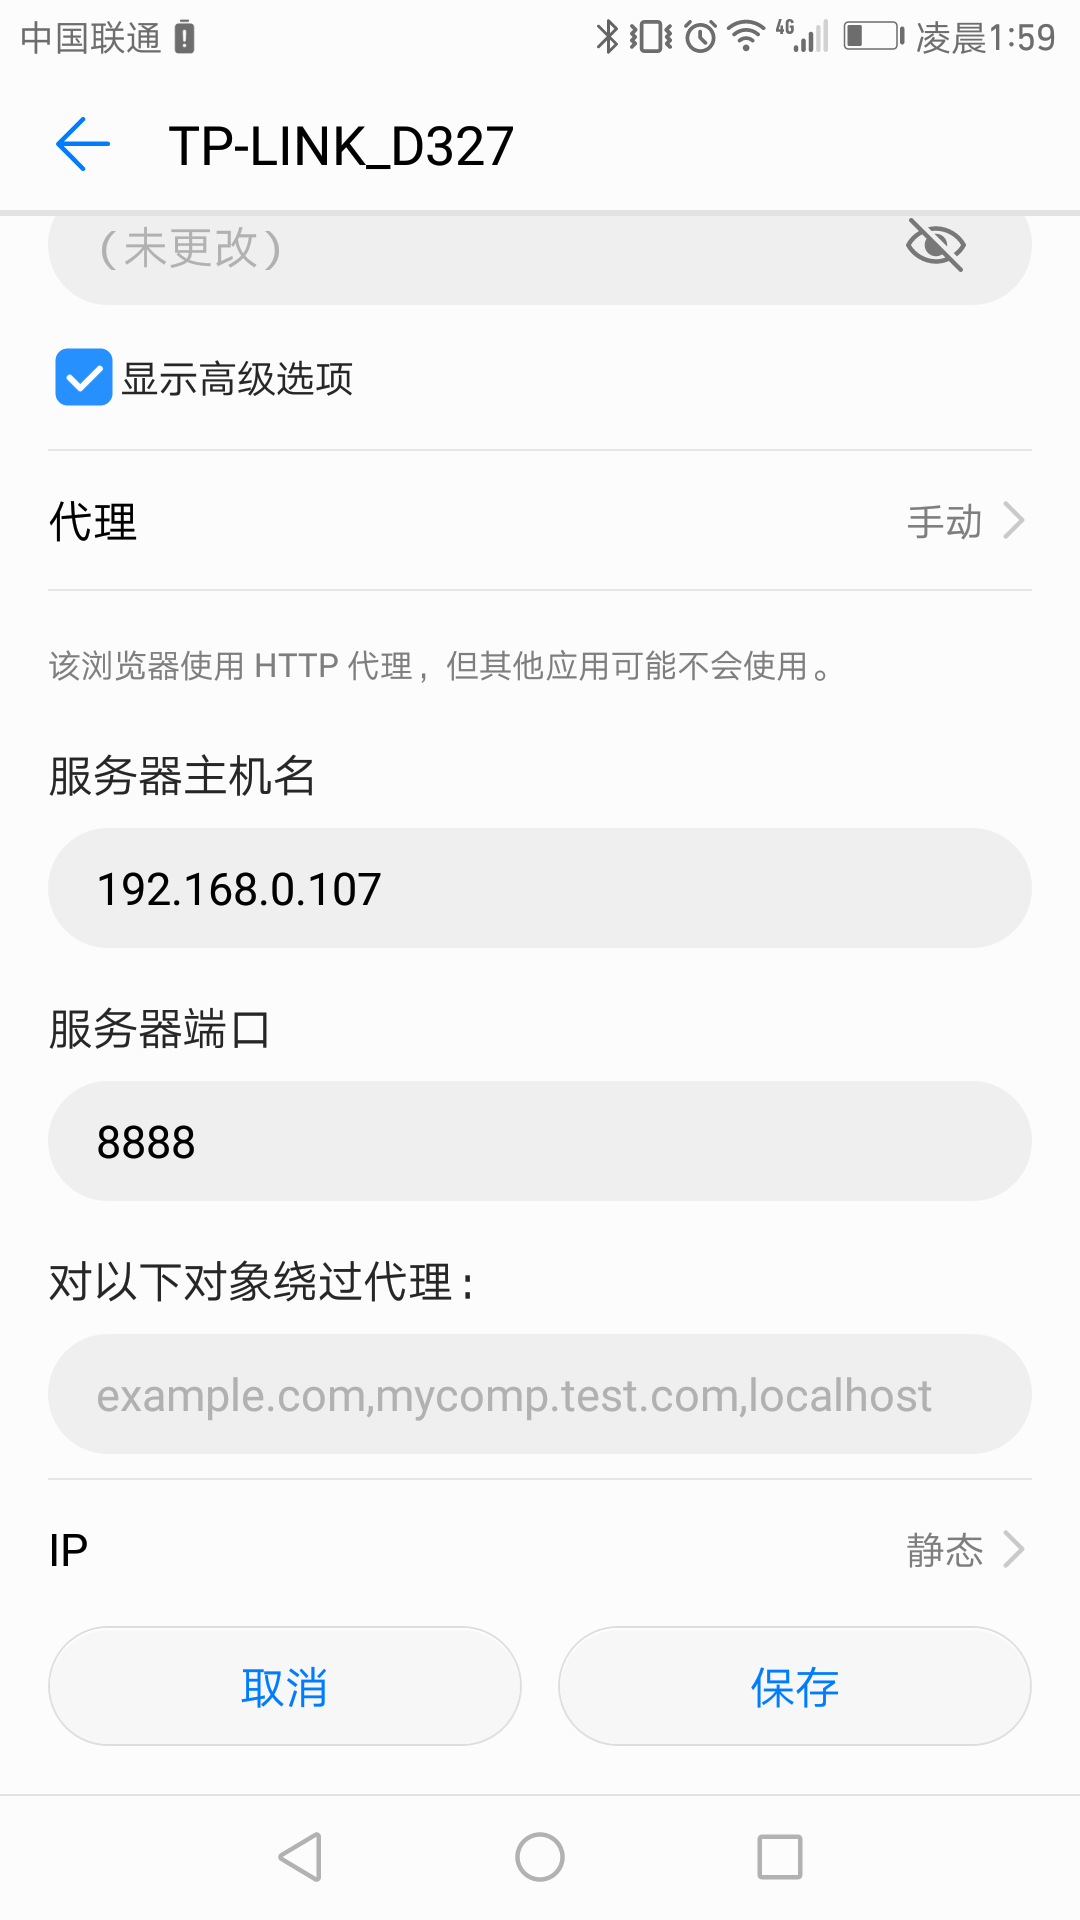 中国联通 4G 凌晨1:59
TP-LINK_D327
(未更改)
显示高级选项
代理 手动
该浏览器使用 HTTP 代理，但其他应用可能不会使用。
服务器主机名
192.168.0.107
服务器端口
8888
对以下对象绕过代理：
example.com,mycomp.test.com,localhost
IP 静态
取消 保存